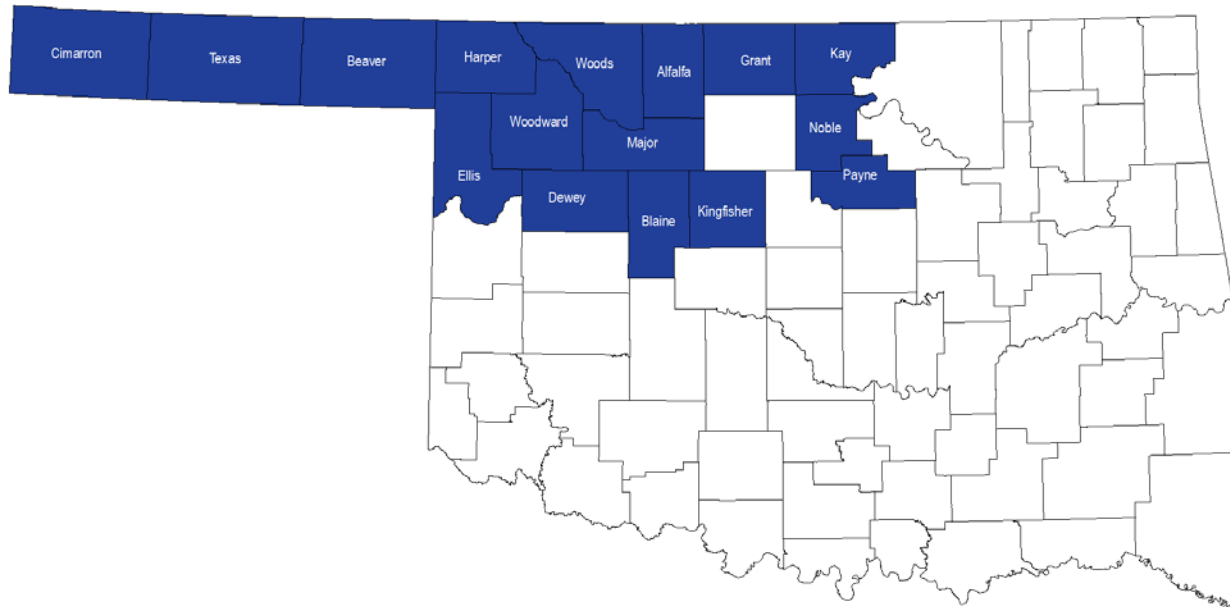 Cimarron
Texas
Beaver
Harper
Woods
Alfalfa
Grant
Kay
Woodward
Noble
Major
Ellis
Payne
Dewey
Blaine
Kingfisher